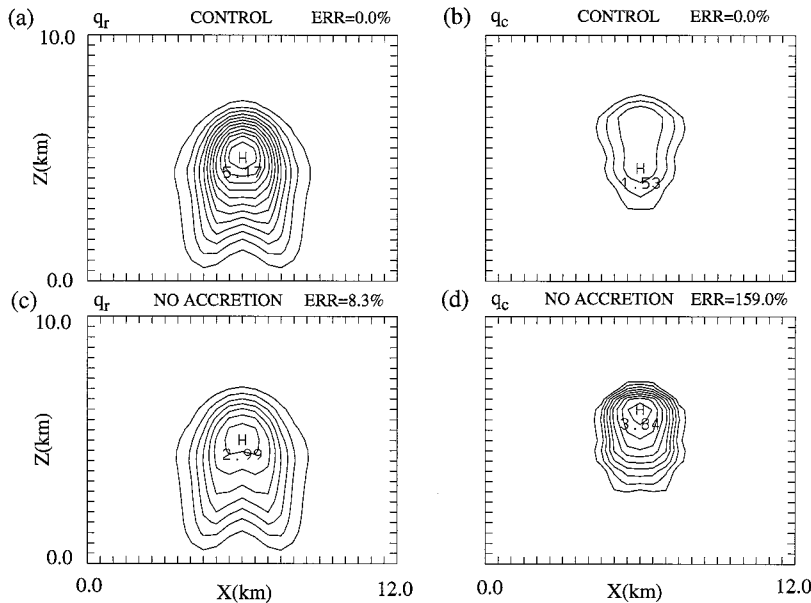 (a) q_r CONTROL ERR=0.0%
(b) q_c CONTROL ERR=0.0%
10.0
Z(km)
0.0
H
5.17
H
1.53
(c) q_r NO ACCRETION ERR=8.3%
(d) q_c NO ACCRETION ERR=159.0%
10.0
Z(km)
0.0
H
2.99
H
3.64
0.0 X(km) 12.0
0.0 X(km) 12.0